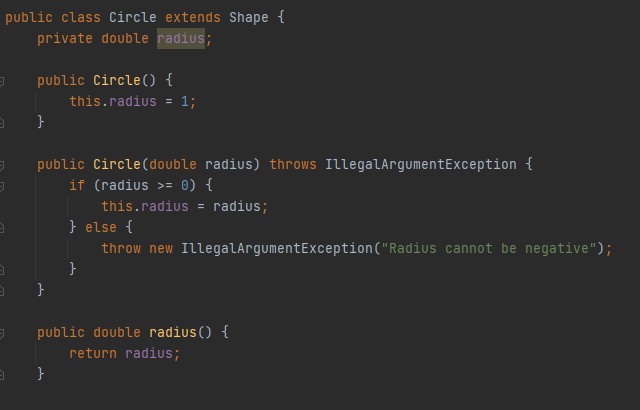 public class Circle extends Shape {
    private double radius;

    public Circle() {
        this.radius = 1;
    }

    public Circle(double radius) throws IllegalArgumentException {
        if (radius >= 0) {
            this.radius = radius;
        } else {
            throw new IllegalArgumentException("Radius cannot be negative");
        }
    }

    public double radius() {
        return radius;
    }